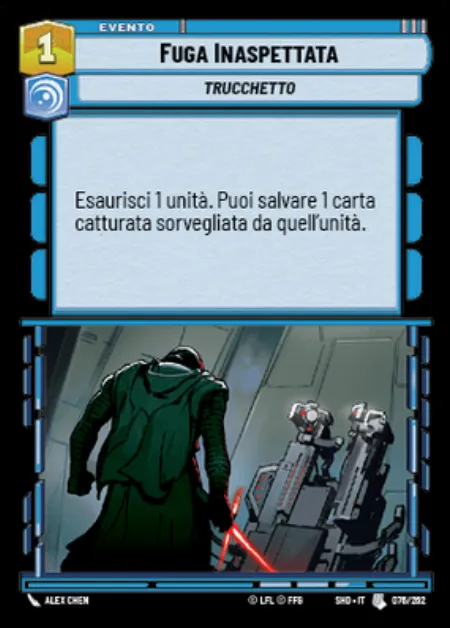 EVENTO
1
FUGA INASPETTATA
TRUCCHETTO
Esaurisci 1 unità. Puoi salvare 1 carta
catturata sorvegliata da quell'unità.
ALEX CHEN
© LFL © FFG
SHD • IT
076/262